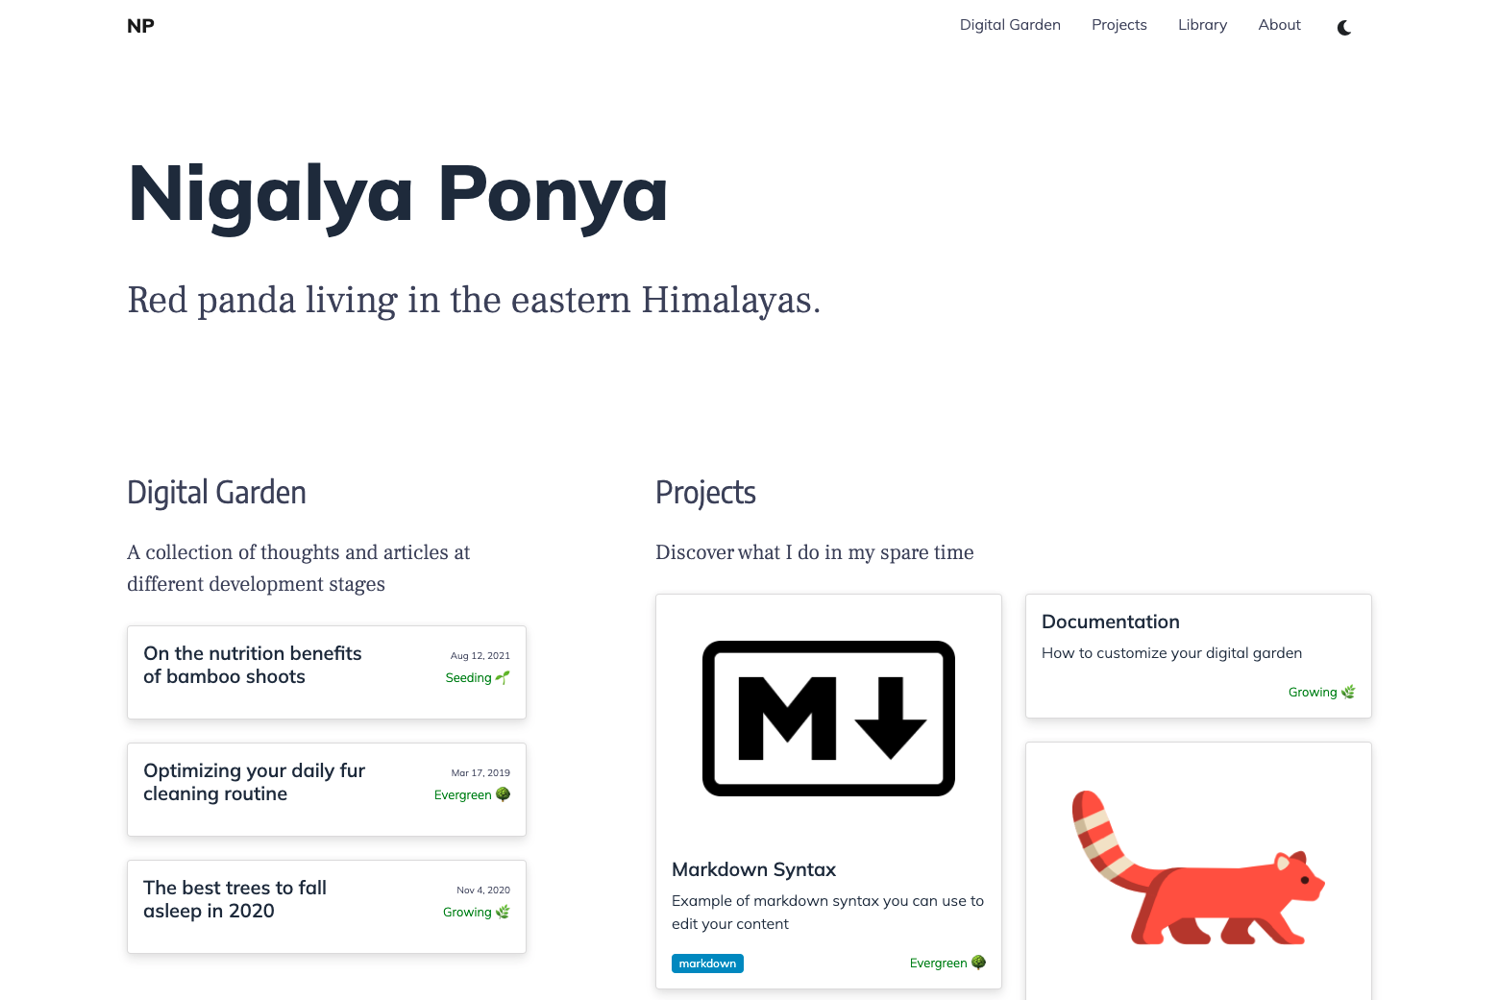 NP
Digital Garden
Projects
Library
About
Nigalya Ponya
Red panda living in the eastern Himalayas.
Digital Garden
A collection of thoughts and articles at
different development stages
On the nutrition benefits
of bamboo shoots
Aug 12, 2021
Seeding 🌱
Optimizing your daily fur
cleaning routine
Mar 17, 2019
Evergreen 🌳
The best trees to fall
asleep in 2020
Nov 4, 2020
Growing 🌿
Projects
Discover what I do in my spare time
M
Markdown Syntax
Example of markdown syntax you can use to
edit your content
markdown
Evergreen 🌳
Documentation
How to customize your digital garden
Growing 🌿